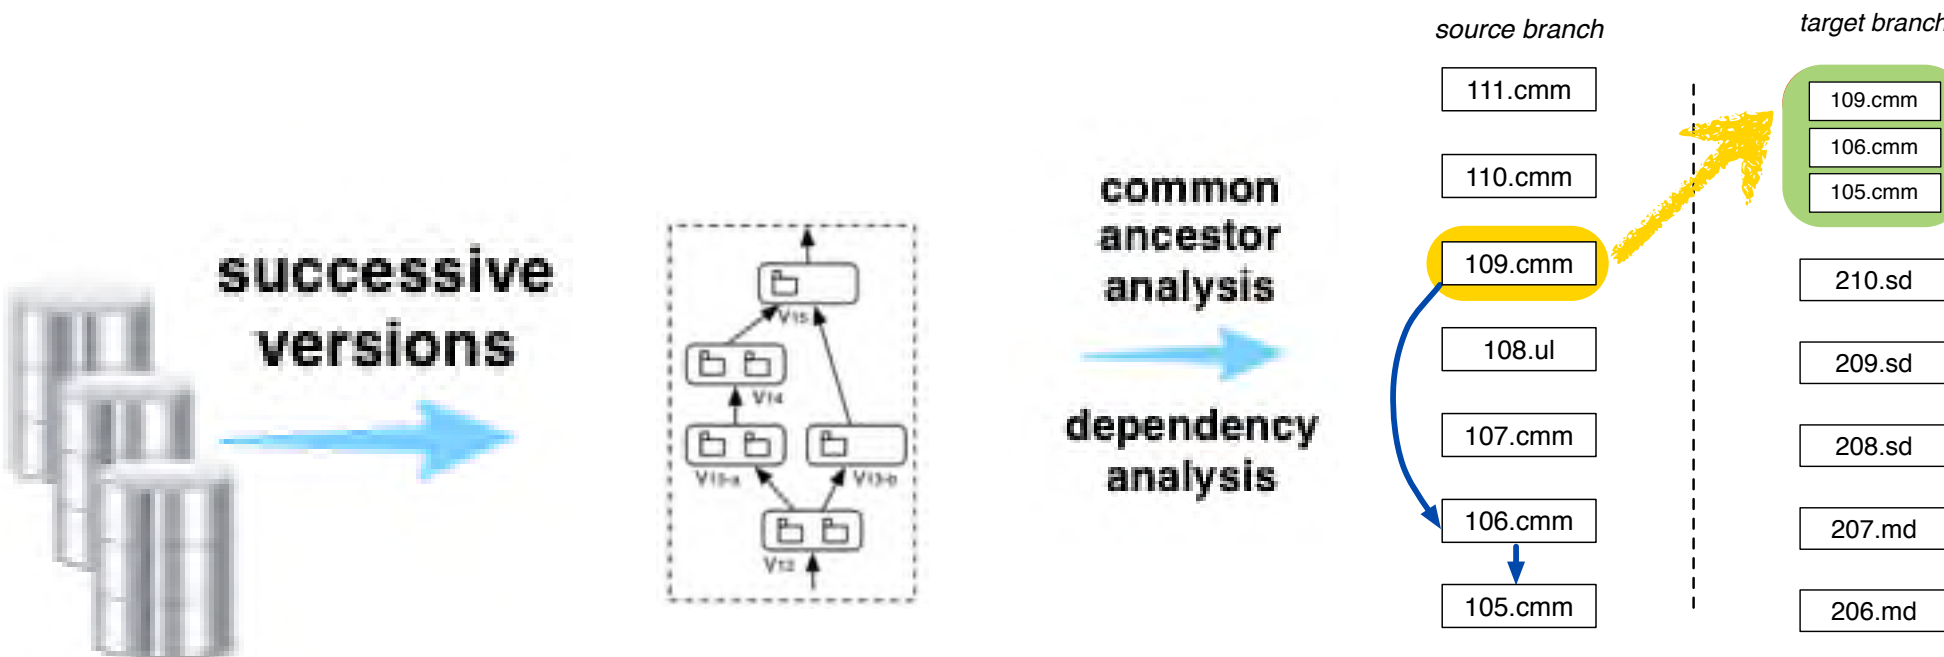 successive
versions
V15
V14
V13-a
V13-b
V12
common
ancestor
analysis
dependency
analysis
source branch
111.cmm
110.cmm
109.cmm
108.ul
107.cmm
106.cmm
105.cmm
target branch
109.cmm
106.cmm
105.cmm
210.sd
209.sd
208.sd
207.md
206.md